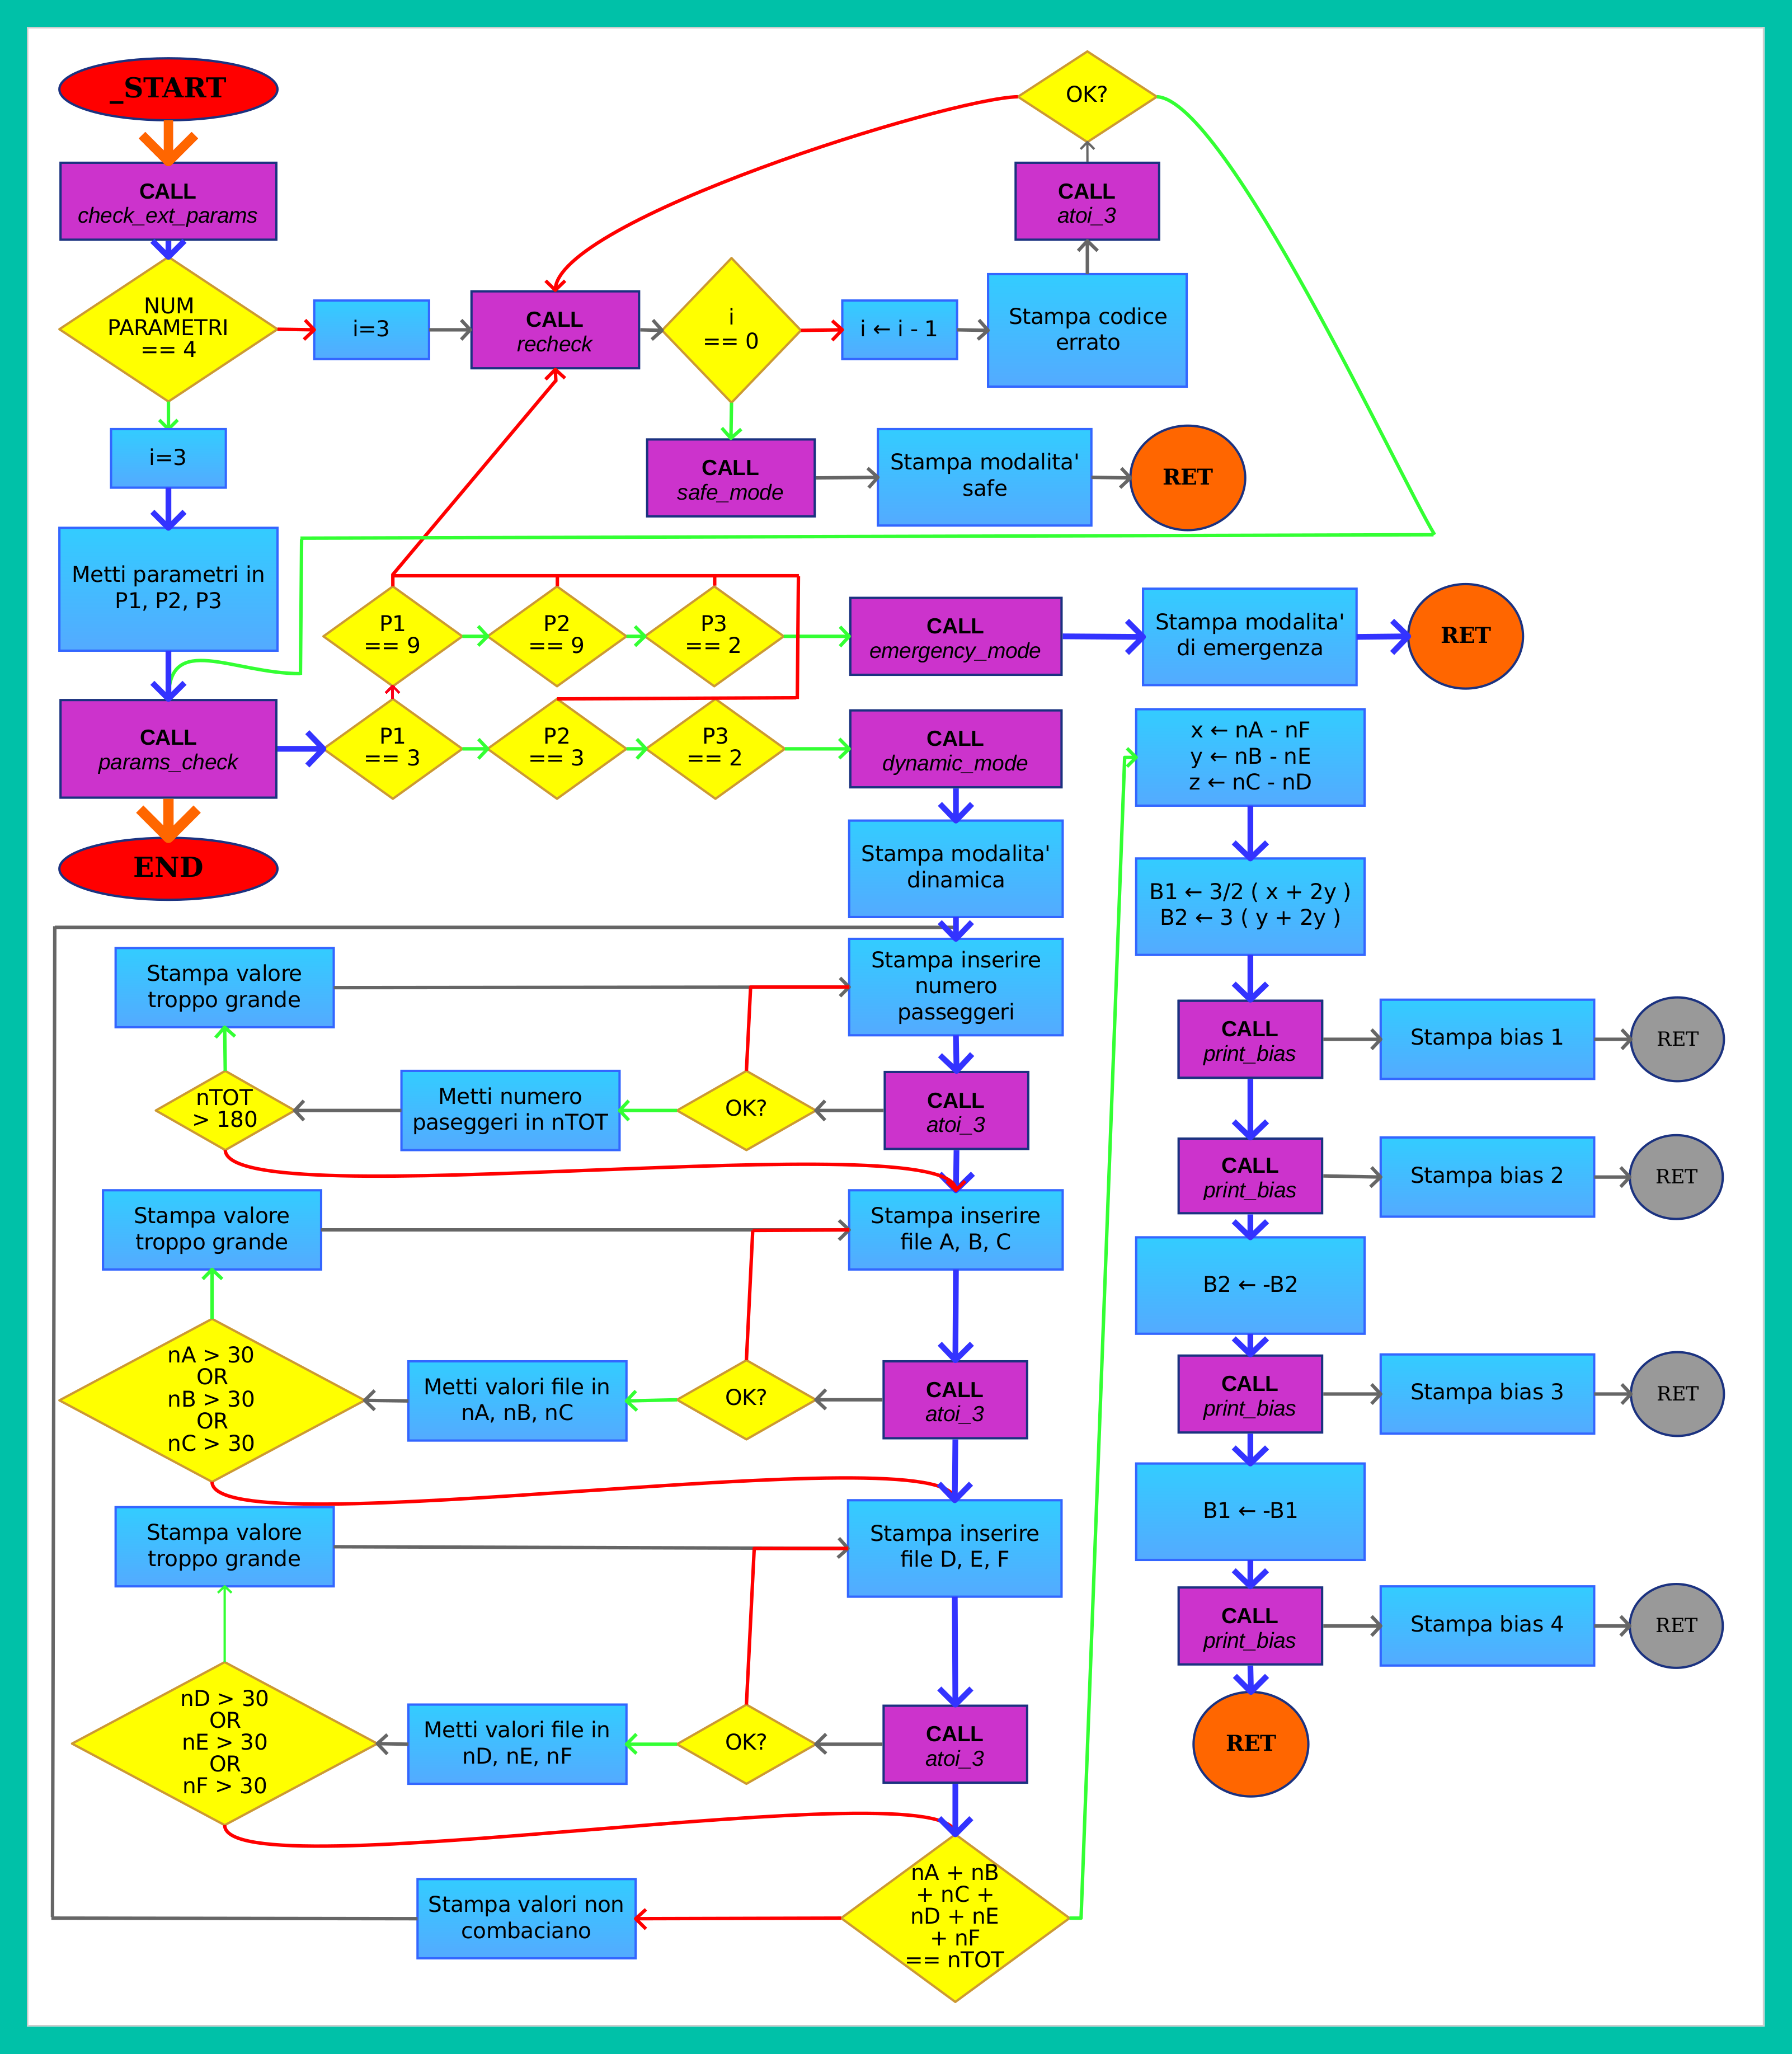 _START
CALL
check_ext_params
NUM
PARAMETRI
== 4
i=3
CALL
recheck
i
== 0
i ← i - 1
Stampa codice
errato
CALL
atoi_3
OK?
i=3
CALL
safe_mode
Stampa modalita'
safe
RET
Metti parametri in
P1, P2, P3
P1
== 9
P2
== 9
P3
== 2
CALL
emergency_mode
Stampa modalita'
di emergenza
RET
CALL
params_check
P1
== 3
P2
== 3
P3
== 2
CALL
dynamic_mode
END
Stampa modalita'
dinamica
Stampa valore
troppo grande
Stampa inserire
numero
passeggeri
nTOT
> 180
Metti numero
paseggeri in nTOT
OK?
CALL
atoi_3
Stampa valore
troppo grande
Stampa inserire
file A, B, C
nA > 30
OR
nB > 30
OR
nC > 30
Metti valori file in
nA, nB, nC
OK?
CALL
atoi_3
Stampa valore
troppo grande
Stampa inserire
file D, E, F
nD > 30
OR
nE > 30
OR
nF > 30
Metti valori file in
nD, nE, nF
OK?
CALL
atoi_3
Stampa valori non
combaciano
nA + nB
+ nC +
nD + nE
+ nF
== nTOT
x ← nA - nF
y ← nB - nE
z ← nC - nD
B1 ← 3/2 ( x + 2y )
B2 ← 3 ( y + 2y )
CALL
print_bias
Stampa bias 1
RET
CALL
print_bias
Stampa bias 2
RET
B2 ← -B2
CALL
print_bias
Stampa bias 3
RET
B1 ← -B1
CALL
print_bias
Stampa bias 4
RET
RET